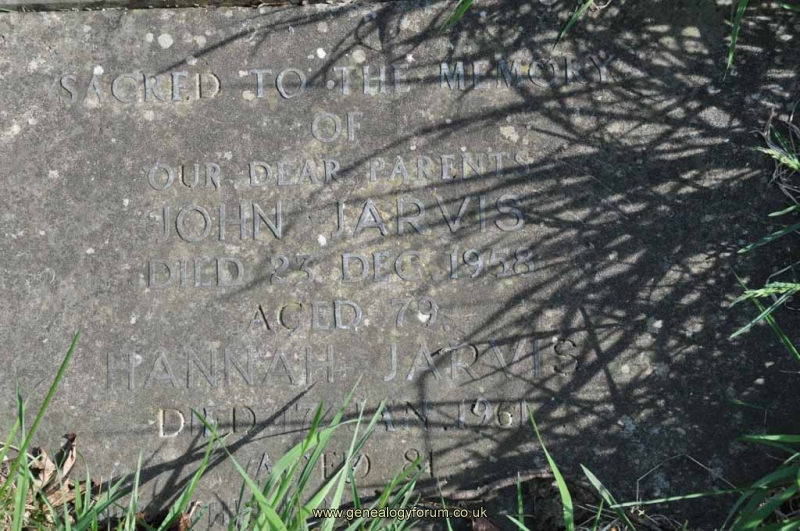 SACRED TO THE MEMORY
OF
OUR DEAR PARENTS
JOHN JARVIS
DIED 23 DEC. 1958
AGED 79
HANNAH JARVIS
DIED 17 JAN. 1961
AGED 81
www.genealogyforum.co.uk